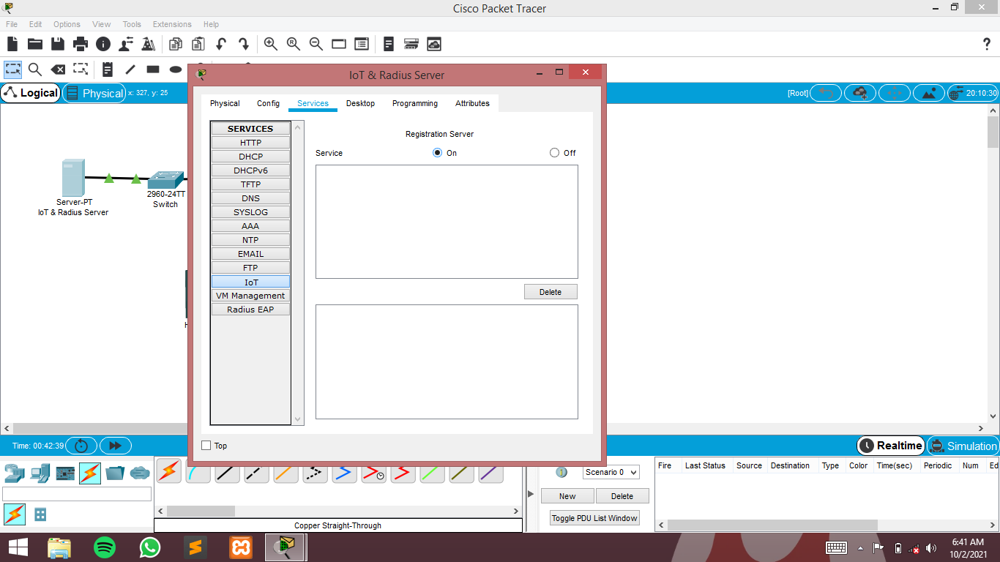 Cisco Packet Tracer
File Edit Options View Tools Extensions Help
?
Logical Physical x: 327, y: 25 [Root] 20:10:30
IoT & Radius Server
Physical Config Services Desktop Programming Attributes
SERVICES
HTTP
DHCP
DHCPv6
TFTP
DNS
SYSLOG
AAA
NTP
EMAIL
FTP
IoT
VM Management
Radius EAP
Registration Server
Service On Off
Delete
Top
Server-PT
IoT & Radius Server
2960-24TT
Switch
Time: 00:42:39 Realtime Simulation
Scenario 0
New Delete
Toggle PDU List Window
Fire Last Status Source Destination Type Color Time(sec) Periodic Num Ed
Copper Straight-Through
6:41 AM
10/2/2021